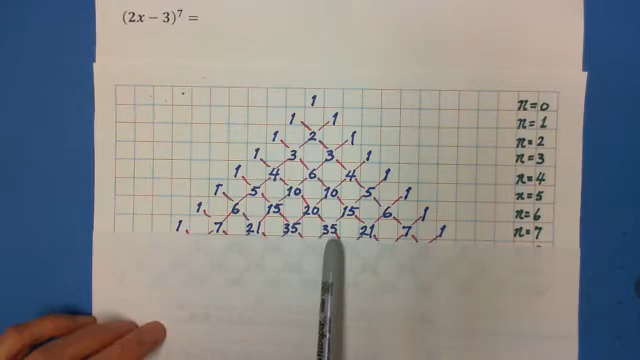 (2x − 3)⁷ =
1 n=0
1 1 n=1
1 2 1 n=2
1 3 3 1 n=3
1 4 6 4 1 n=4
1 5 10 10 5 1 n=5
1 6 15 20 15 6 1 n=6
1 7 21 35 35 21 7 1 n=7